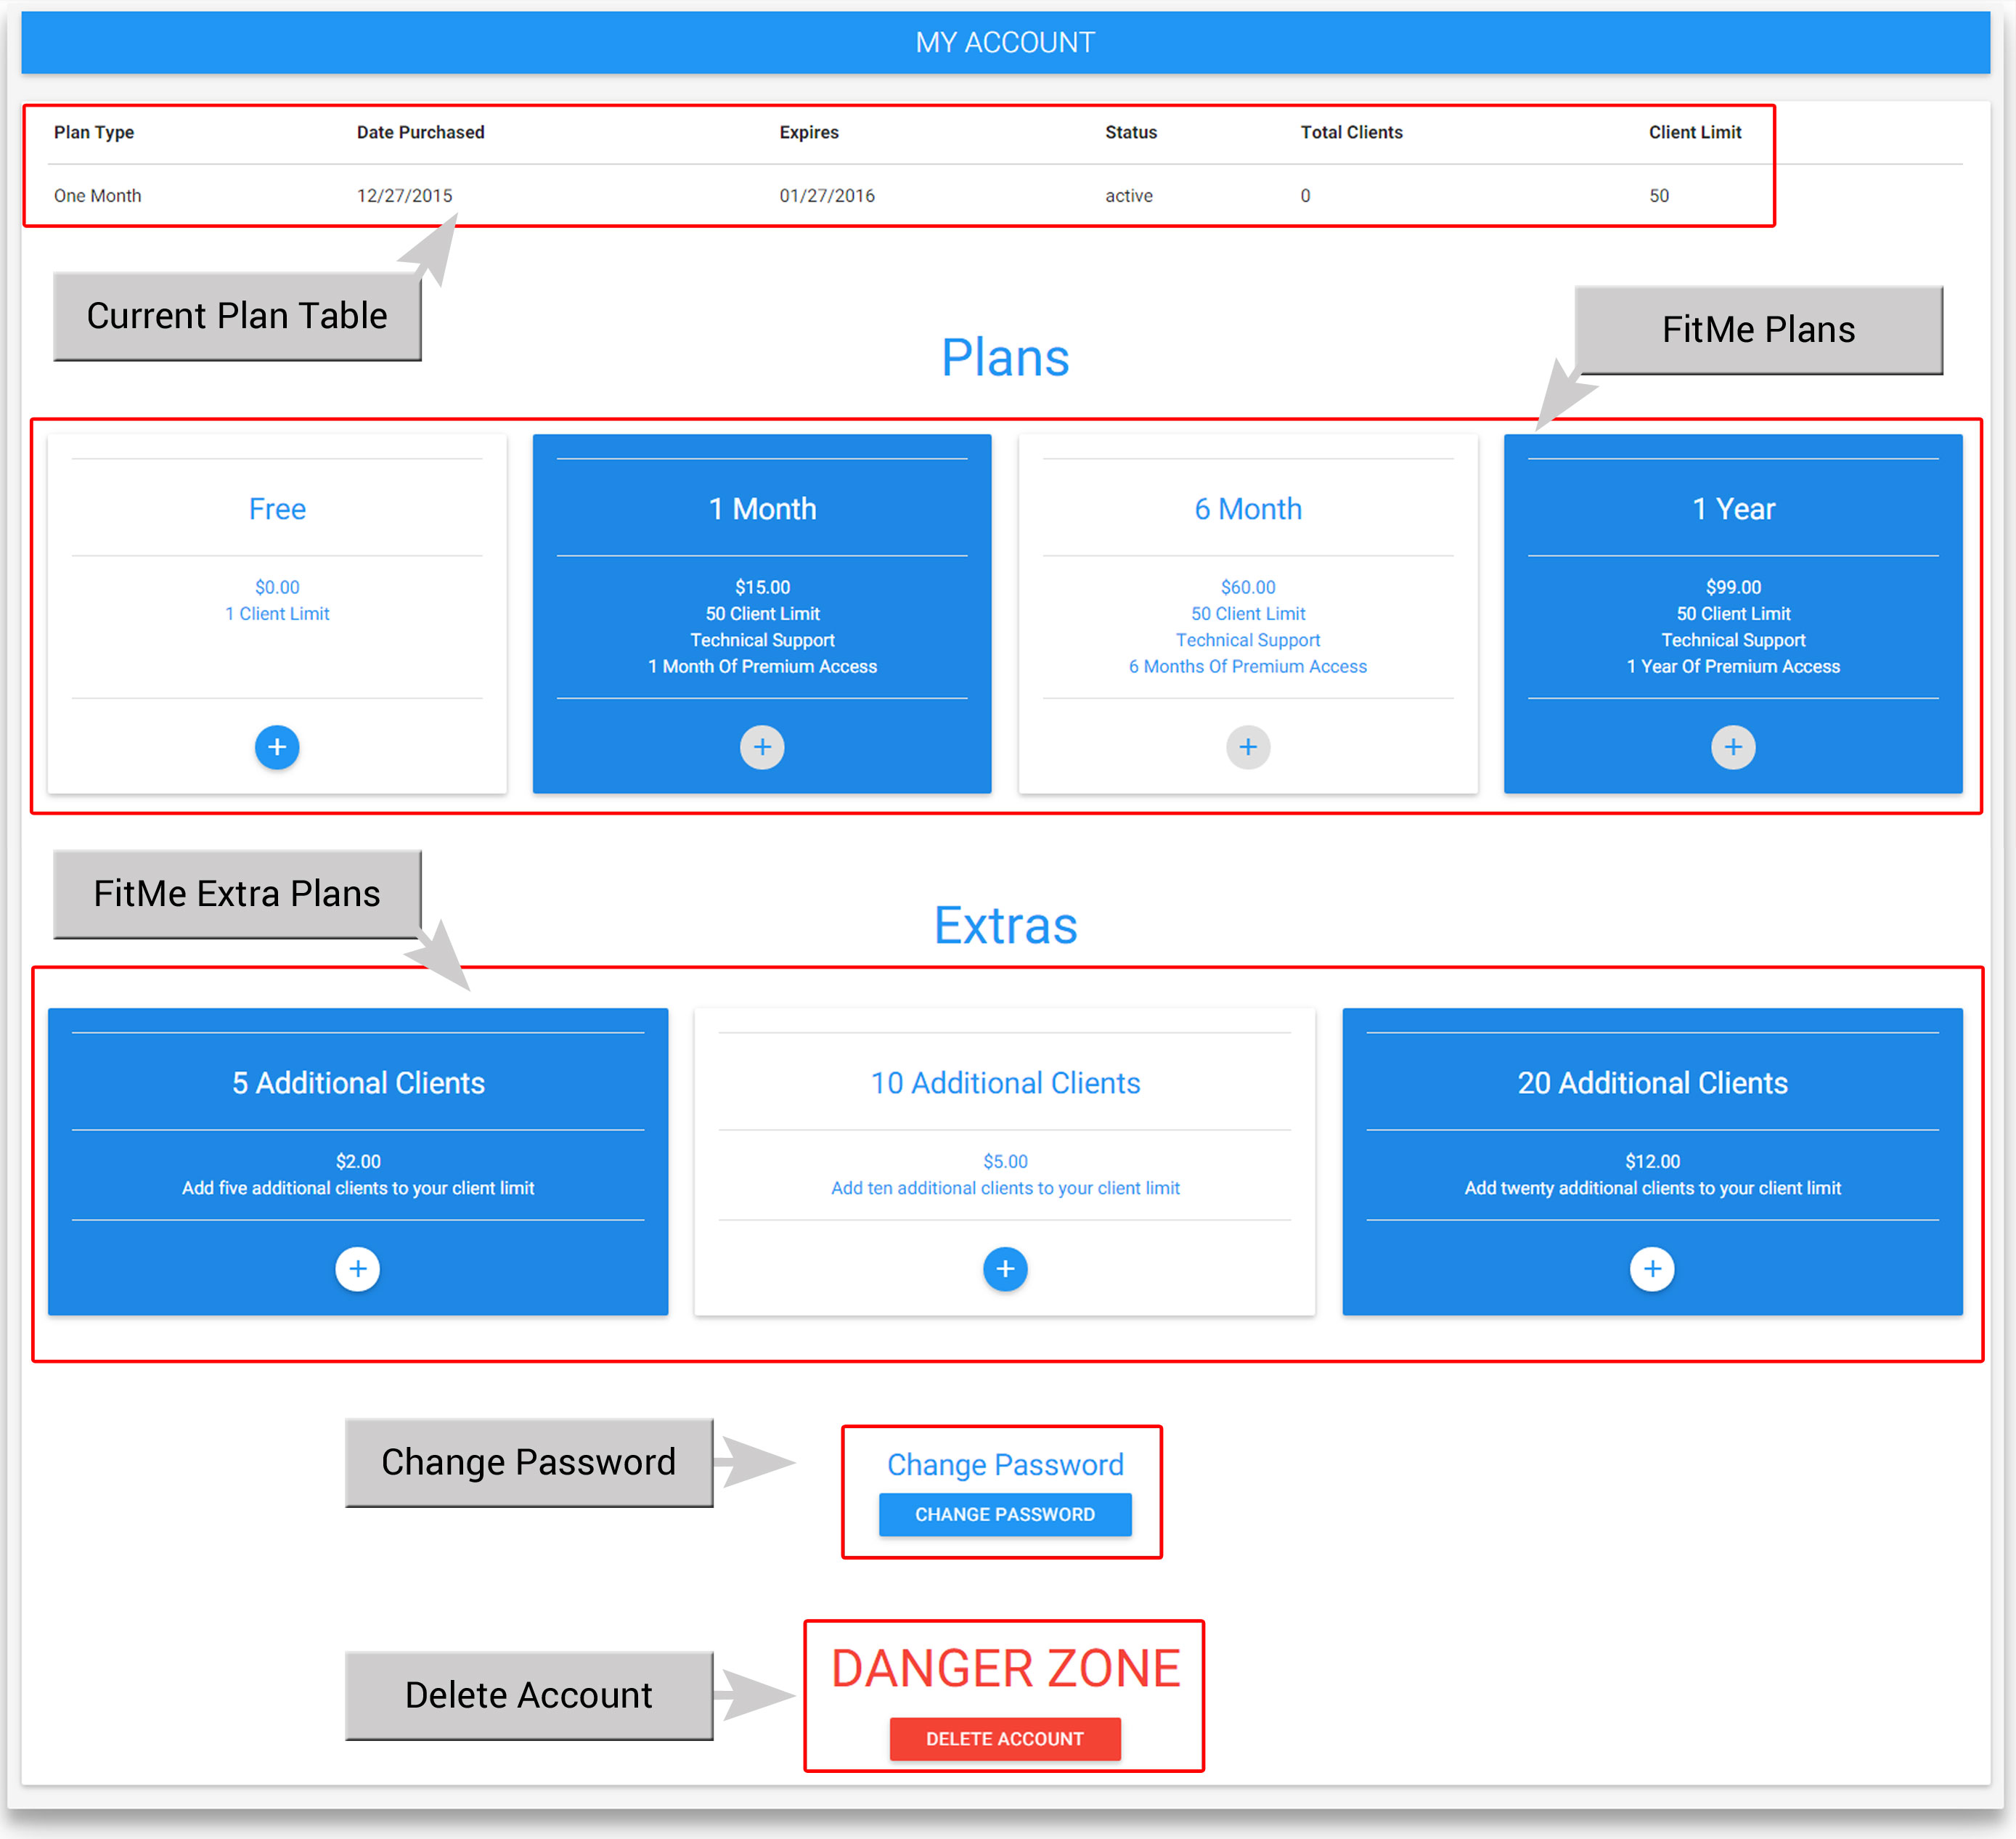 MY ACCOUNT
Plan Type Date Purchased Expires Status Total Clients Client Limit
One Month 12/27/2015 01/27/2016 active 0 50
Current Plan Table
FitMe Plans
Plans
Free
$0.00
1 Client Limit
+
1 Month
$15.00
50 Client Limit
Technical Support
1 Month Of Premium Access
+
6 Month
$60.00
50 Client Limit
Technical Support
6 Months Of Premium Access
+
1 Year
$99.00
50 Client Limit
Technical Support
1 Year Of Premium Access
+
FitMe Extra Plans
Extras
5 Additional Clients
$2.00
Add five additional clients to your client limit
+
10 Additional Clients
$5.00
Add ten additional clients to your client limit
+
20 Additional Clients
$12.00
Add twenty additional clients to your client limit
+
Change Password
Change Password
CHANGE PASSWORD
Delete Account
DANGER ZONE
DELETE ACCOUNT